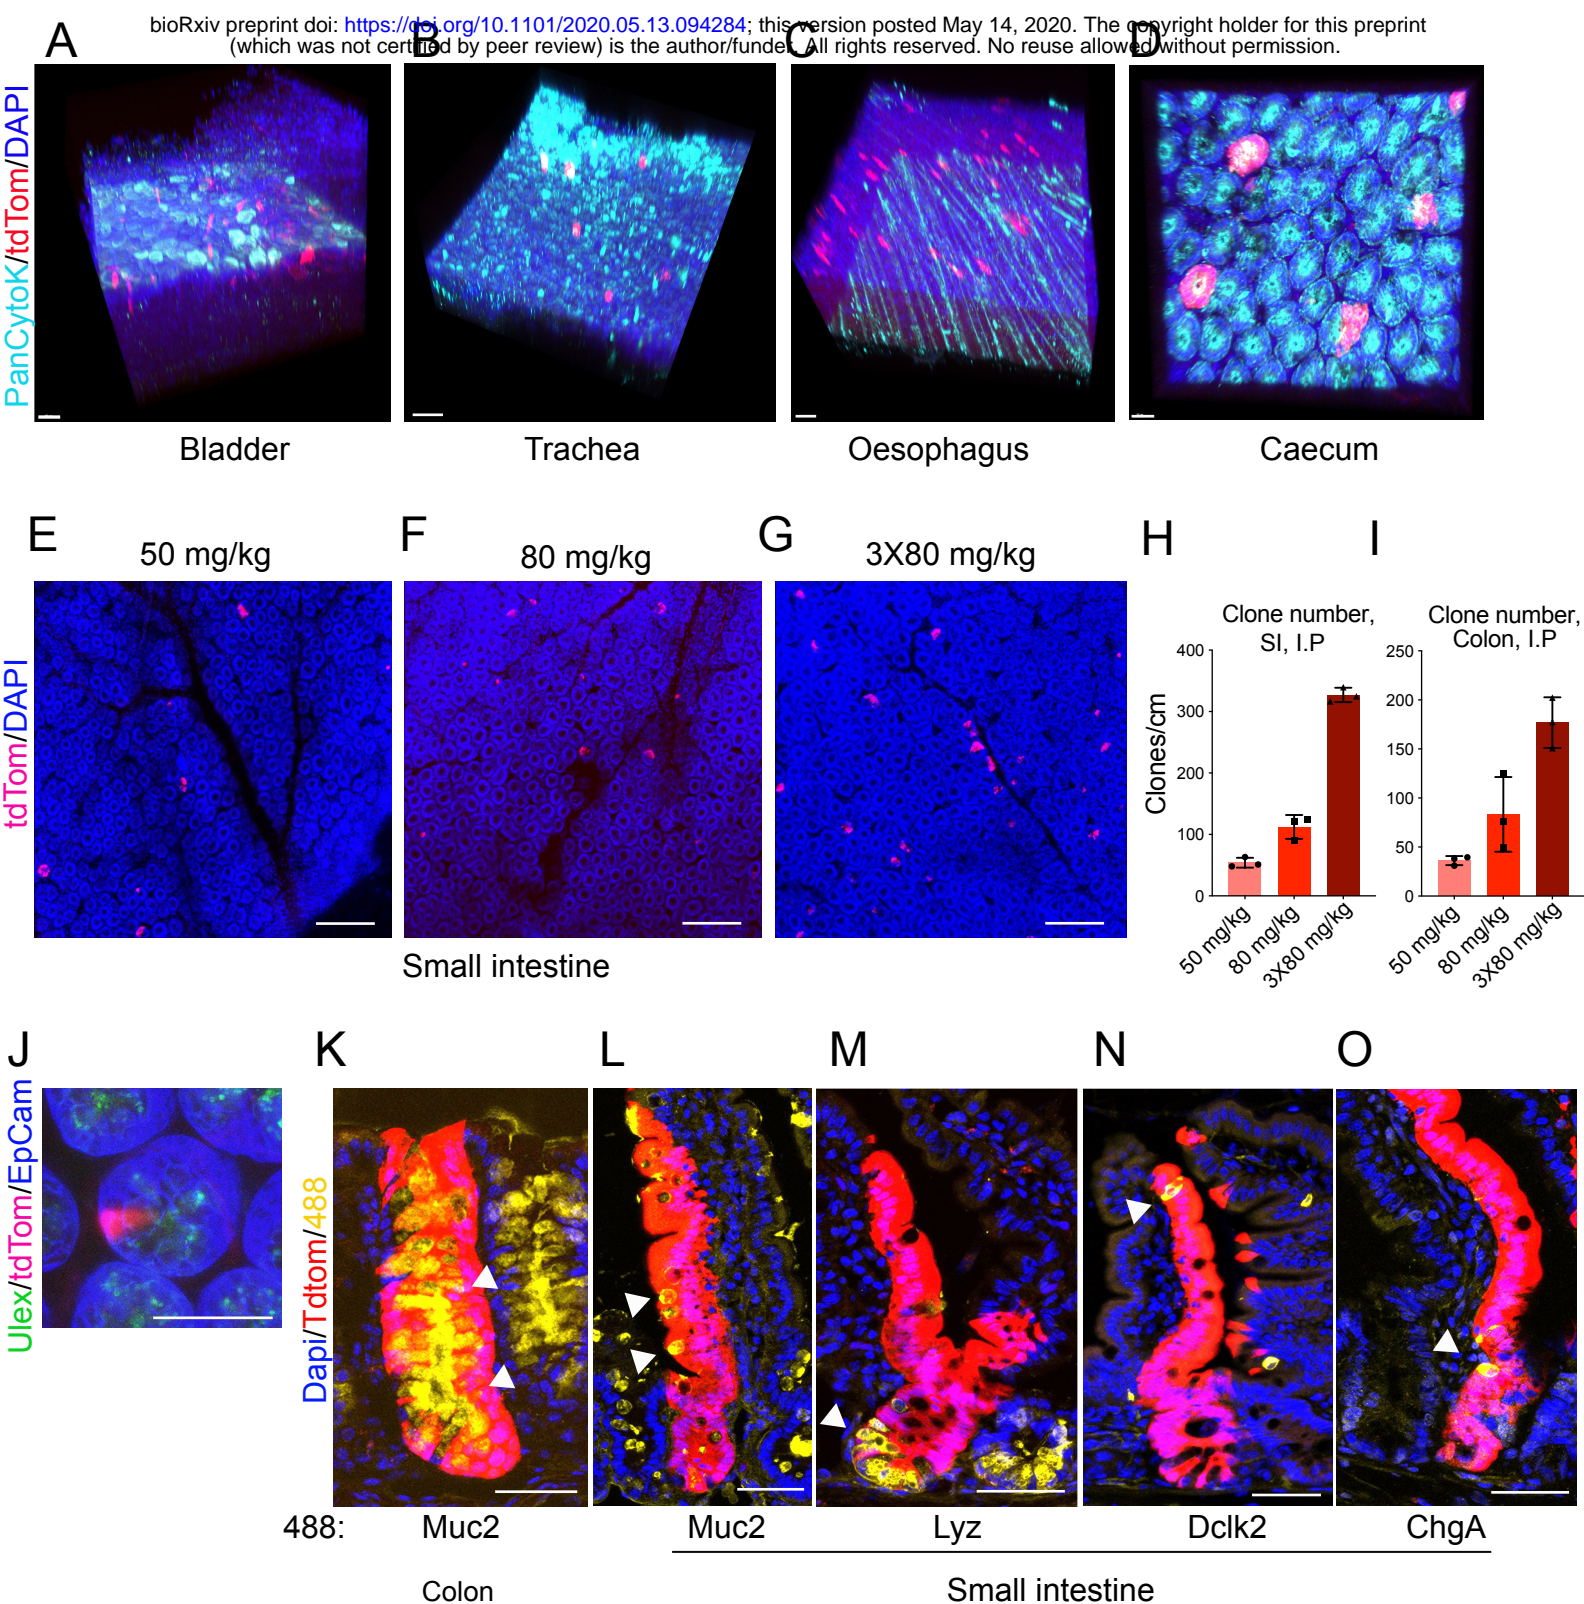 bioRxiv preprint doi: https://doi.org/10.1101/2020.05.13.094284; this version posted May 14, 2020. The copyright holder for this preprint
(which was not certified by peer review) is the author/funder. All rights reserved. No reuse allowed without permission.
A
B
C
D
PanCytoK/tdTom/DAPI
Bladder
Trachea
Oesophagus
Caecum
E
50 mg/kg
F
80 mg/kg
G
3X80 mg/kg
H
I
tdTom/DAPI
Small intestine
Clone number,
SI, I.P
Clones/cm
400
300
200
100
0
50 mg/kg
80 mg/kg
3X80 mg/kg
Clone number,
Colon, I.P
250
200
150
100
50
0
50 mg/kg
80 mg/kg
3X80 mg/kg
J
K
L
M
N
O
Ulex/tdTom/EpCam
Dapi/Tdtom/488
488:
Muc2
Muc2
Lyz
Dclk2
ChgA
Colon
Small intestine